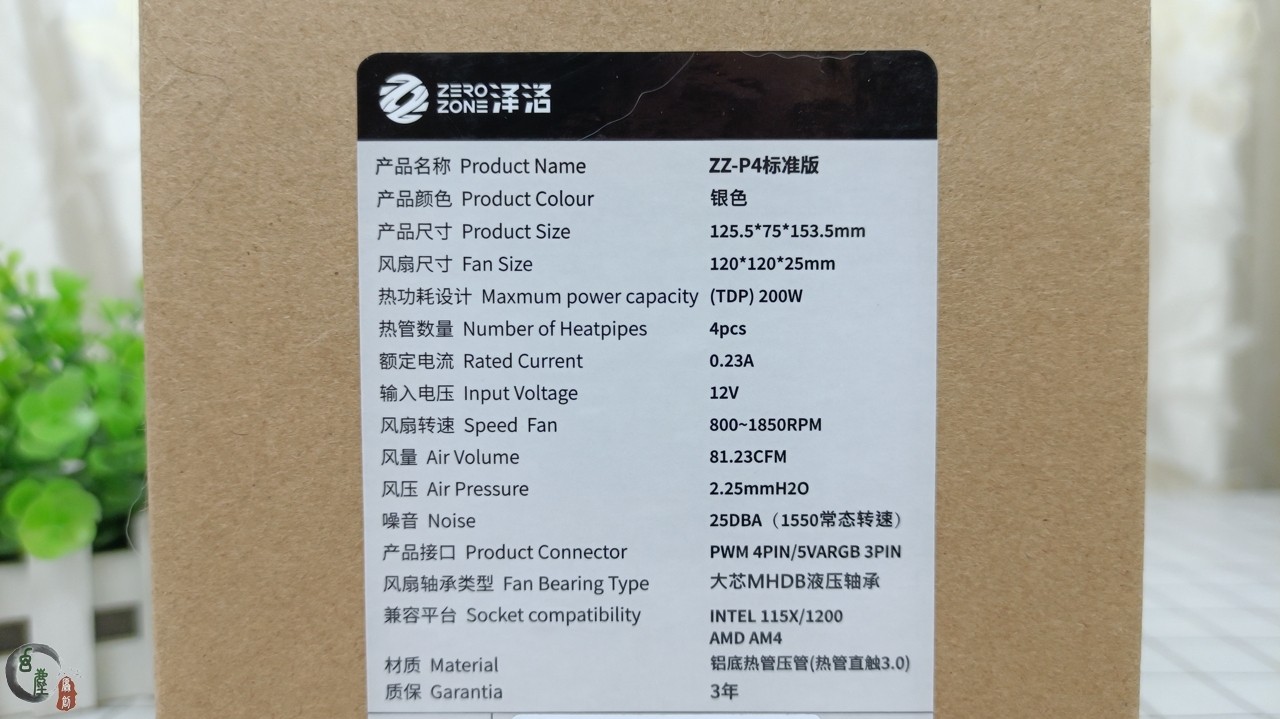 ZERO ZONE 泽洛
产品名称 Product Name ZZ-P4标准版
产品颜色 Product Colour 银色
产品尺寸 Product Size 125.5*75*153.5mm
风扇尺寸 Fan Size 120*120*25mm
热功耗设计 Maxmum power capacity (TDP) 200W
热管数量 Number of Heatpipes 4pcs
额定电流 Rated Current 0.23A
输入电压 Input Voltage 12V
风扇转速 Speed Fan 800~1850RPM
风量 Air Volume 81.23CFM
风压 Air Pressure 2.25mmH2O
噪音 Noise 25DBA（1550常态转速）
产品接口 Product Connector PWM 4PIN/5VARGB 3PIN
风扇轴承类型 Fan Bearing Type 大芯MHDB液压轴承
兼容平台 Socket compatibility INTEL 115X/1200
AMD AM4
材质 Material 铝底热管压管(热管直触3.0)
质保 Garantia 3年